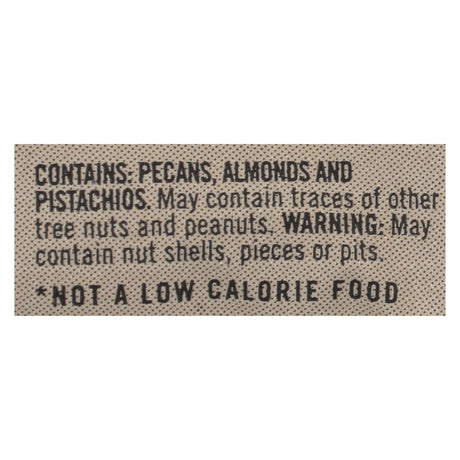 CONTAINS: PECANS, ALMONDS AND
PISTACHIOS. May contain traces of other
tree nuts and peanuts. WARNING: May
contain nut shells, pieces or pits.
*NOT A LOW CALORIE FOOD